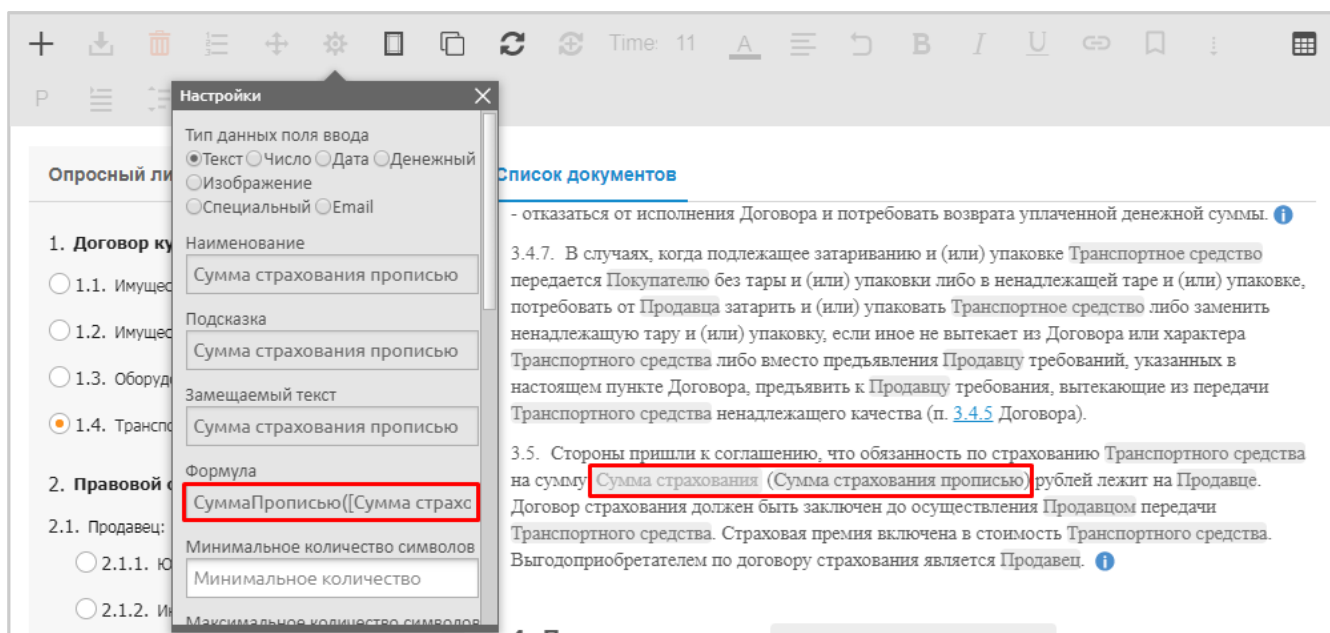 Time: 11 A B I U
P
Настройки
Тип данных поля ввода
Текст Число Дата Денежный
Изображение
Специальный Email
Наименование
Сумма страхования прописью
Подсказка
Сумма страхования прописью
Замещаемый текст
Сумма страхования прописью
Формула
СуммаПрописью([Сумма страхо
Минимальное количество символов
Минимальное количество
Максимальное количество символов
Опросный ли
1. Договор ку
1.1. Имущес
1.2. Имущес
1.3. Оборуд
1.4. Трансп
2. Правовой
2.1. Продавец:
2.1.1. Ю
2.1.2. И
Список документов
- отказаться от исполнения Договора и потребовать возврата уплаченной денежной суммы.
3.4.7. В случаях, когда подлежащее затариванию и (или) упаковке Транспортное средство
передается Покупателю без тары и (или) упаковки либо в ненадлежащей таре и (или) упаковке,
потребовать от Продавца затарить и (или) упаковать Транспортное средство либо заменить
ненадлежащую тару и (или) упаковку, если иное не вытекает из Договора или характера
Транспортного средства либо вместо предъявления Продавцу требований, указанных в
настоящем пункте Договора, предъявить к Продавцу требования, вытекающие из передачи
Транспортного средства ненадлежащего качества (п. 3.4.5 Договора).
3.5. Стороны пришли к соглашению, что обязанность по страхованию Транспортного средства
на сумму Сумма страхования (Сумма страхования прописью) рублей лежит на Продавце.
Договор страхования должен быть заключен до осуществления Продавцом передачи
Транспортного средства. Страховая премия включена в стоимость Транспортного средства.
Выгодоприобретателем по договору страхования является Продавец.